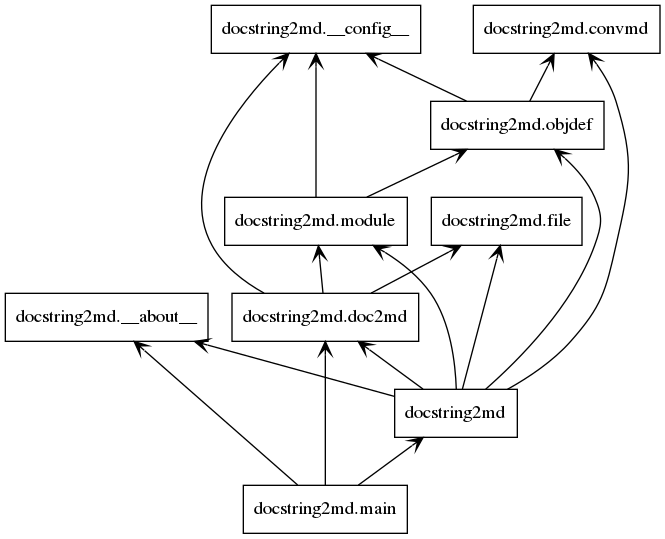 docstring2md.__config__
docstring2md.convmd
docstring2md.objdef
docstring2md.module
docstring2md.file
docstring2md.__about__
docstring2md.doc2md
docstring2md
docstring2md.main